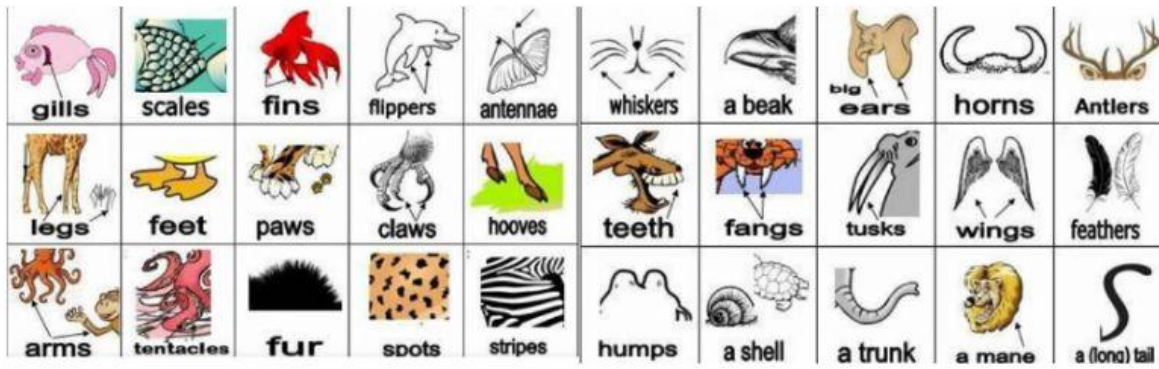 gills scales fins flippers antennae whiskers a beak big ears horns Antlers
legs feet paws claws hooves teeth fangs tusks wings feathers
arms tentacles fur spots stripes humps a shell a trunk a mane a (long) tail